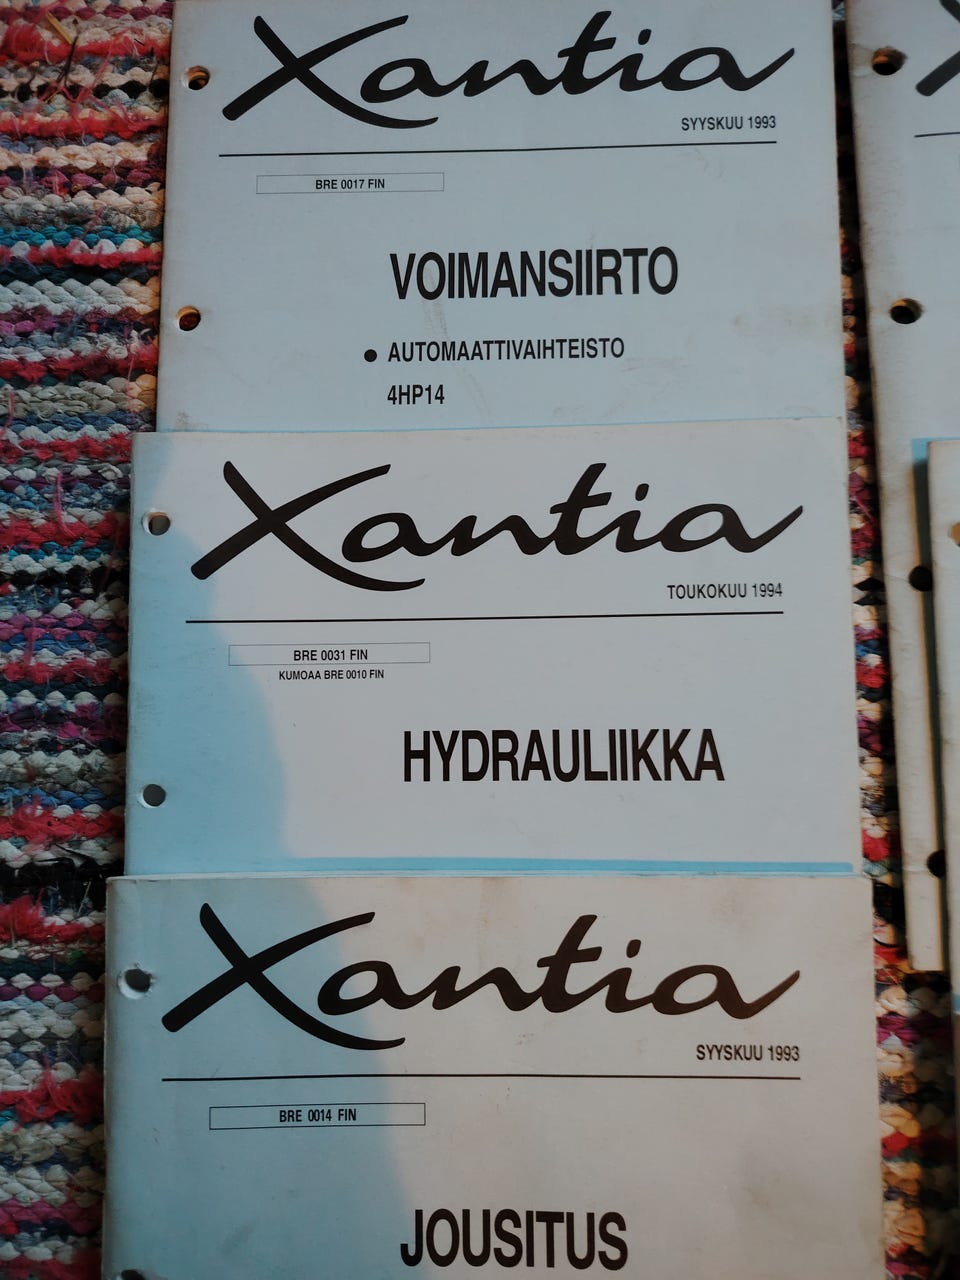 Xantia
SYYSKUU 1993
BRE 0017 FIN
VOIMANSIIRTO
● AUTOMAATTIVAIHTEISTO
4HP14
Xantia
TOUKOKUU 1994
BRE 0031 FIN
KUMOAA BRE 0010 FIN
HYDRAULIIKKA
Xantia
SYYSKUU 1993
BRE 0014 FIN
JOUSITUS